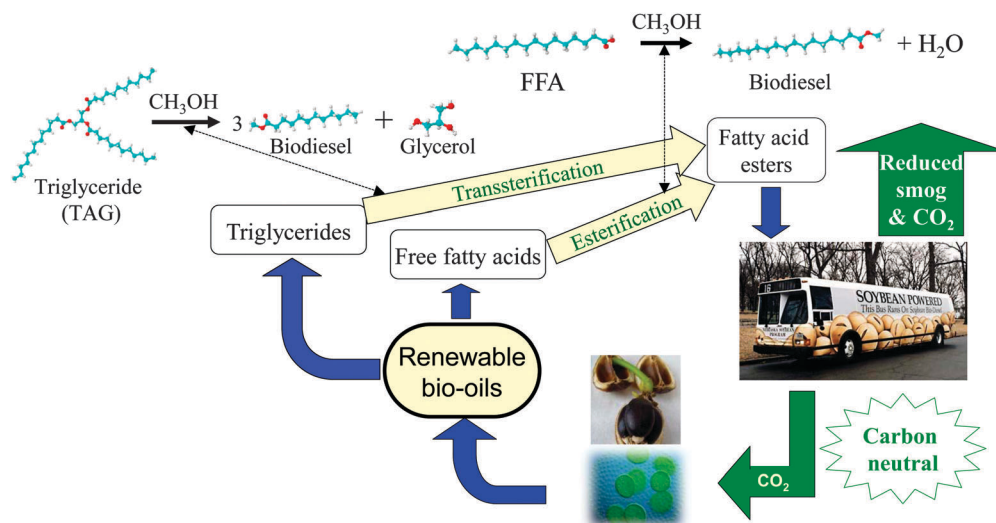 CH₃OH
FFA
Biodiesel
+ H₂O
CH₃OH
3
Biodiesel
+
Glycerol
Triglyceride
(TAG)
Transsterification
Fatty acid
esters
Reduced
smog
& CO₂
Triglycerides
Esterification
Free fatty acids
16
SOYBEAN POWERED
This Bus Runs On Soybean Bio-Diesel
Renewable
bio-oils
Carbon
neutral
CO₂